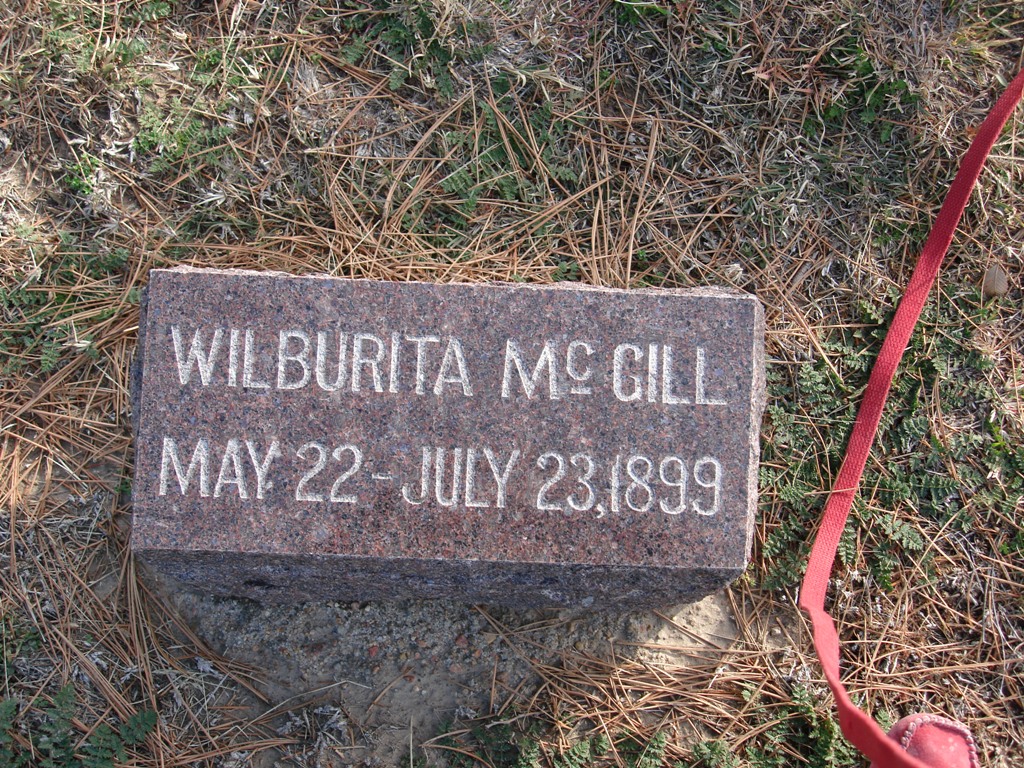 WILBURITA McGILL
MAY. 22 - JULY 23, 1899